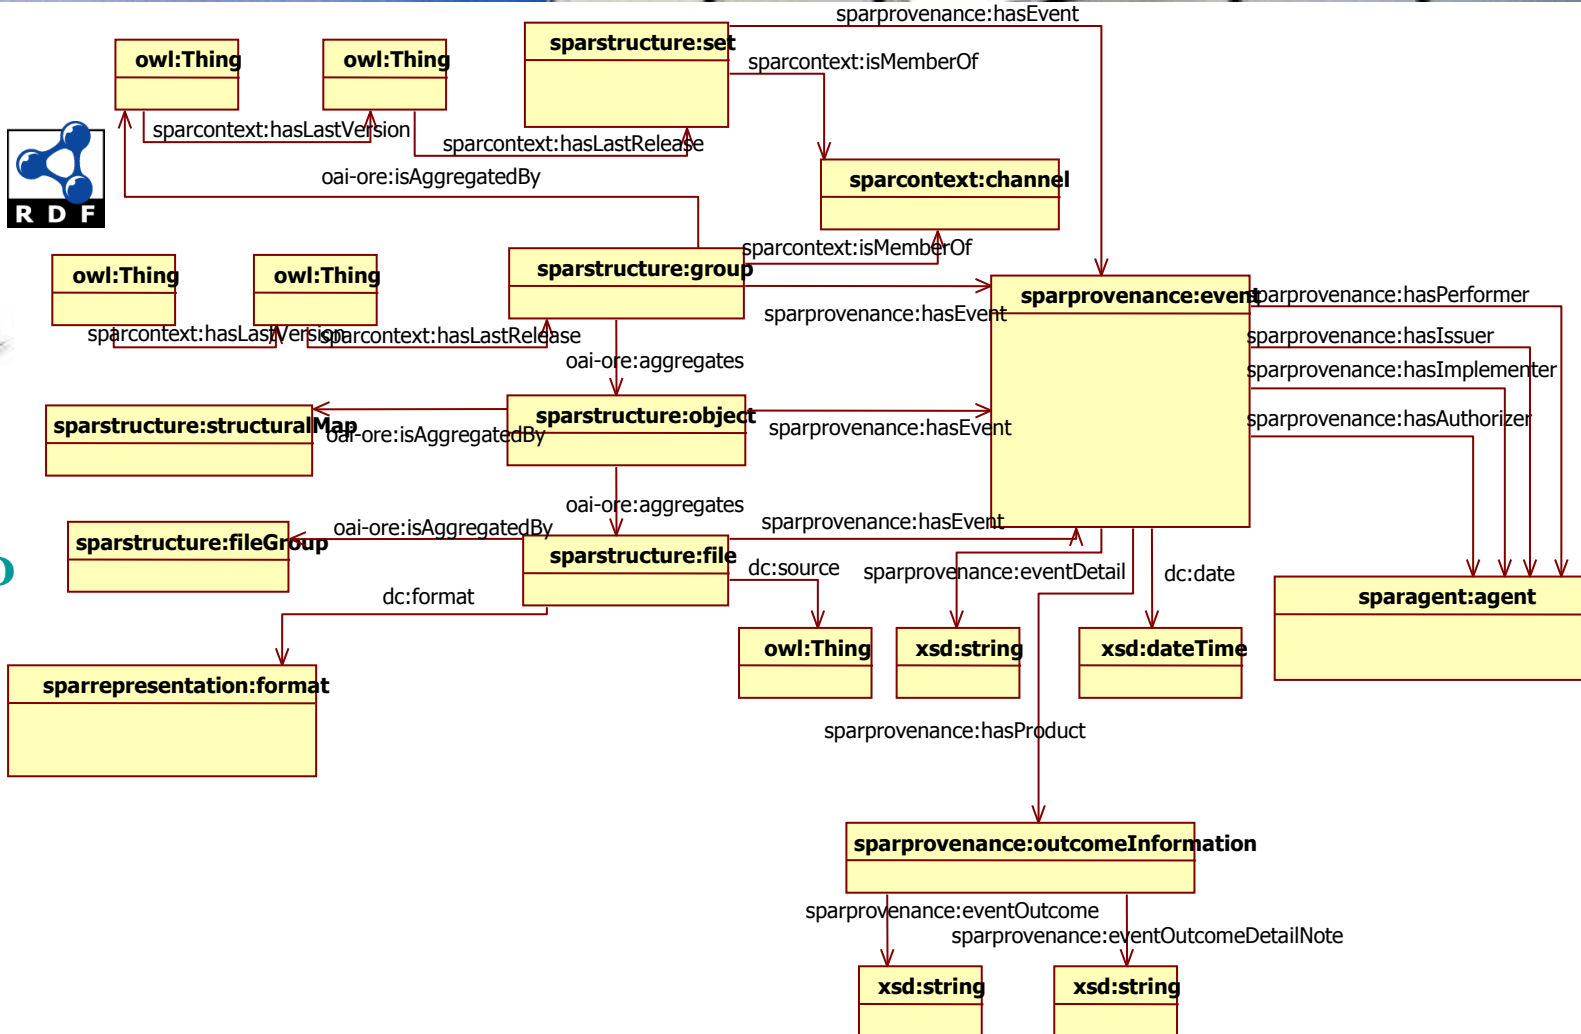 sparprovenance:hasEvent
sparstructure:set
owl:Thing
owl:Thing
sparcontext:isMemberOf
sparcontext:hasLastVersion
sparcontext:hasLastRelease
oai-ore:isAggregatedBy
sparcontext:channel
RDF
sparcontext:isMemberOf
owl:Thing
owl:Thing
sparstructure:group
sparprovenance:event
sparprovenance:hasPerformer
sparprovenance:hasEvent
sparcontext:hasLastVersion
sparcontext:hasLastRelease
sparprovenance:hasIssuer
oai-ore:aggregates
sparprovenance:hasImplementer
sparstructure:structuralMap
oai-ore:isAggregatedBy
sparstructure:object
sparprovenance:hasEvent
sparprovenance:hasAuthorizer
oai-ore:aggregates
sparprovenance:hasEvent
oai-ore:isAggregatedBy
sparstructure:fileGroup
sparstructure:file
dc:source
sparprovenance:eventDetail
dc:date
dc:format
sparagent:agent
owl:Thing
xsd:string
xsd:dateTime
sparrepresentation:format
sparprovenance:hasProduct
sparprovenance:outcomeInformation
sparprovenance:eventOutcome
sparprovenance:eventOutcomeDetailNote
xsd:string
xsd:string